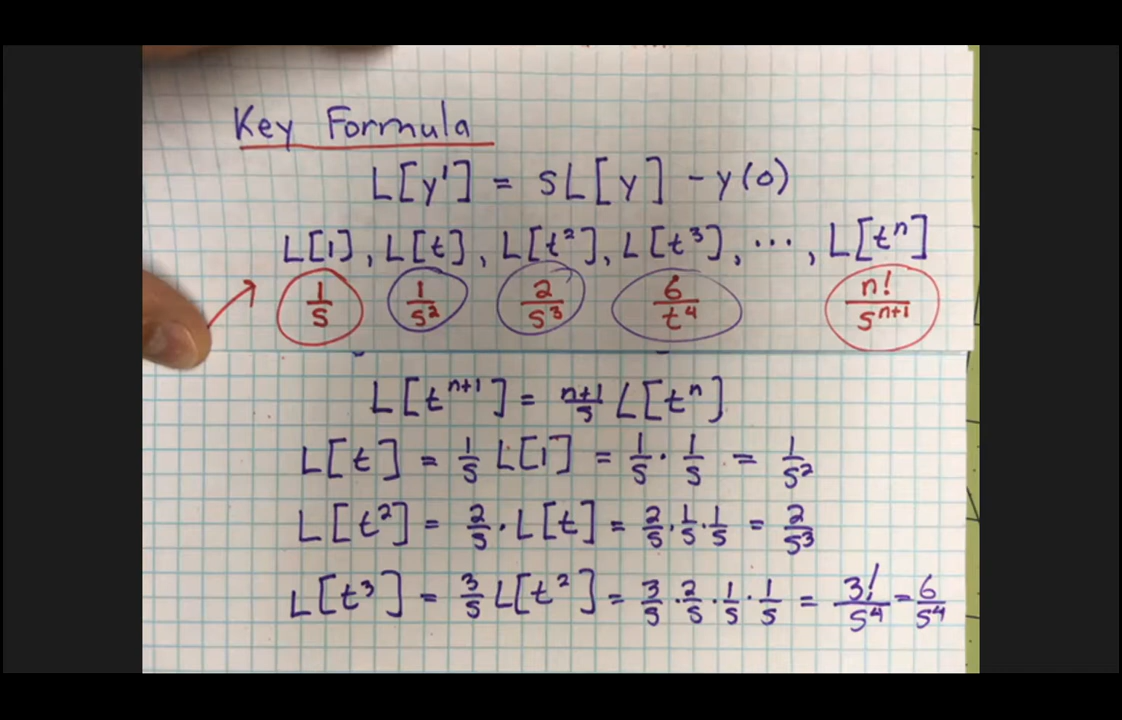 Key Formula
L[y'] = sL[y] - y(0)
L[1], L[t], L[t²], L[t³], ..., L[tⁿ]
1/s 1/s² 2/s³ 6/t⁴ n!/sⁿ⁺¹
L[tⁿ⁺¹] = n+1/s L[tⁿ]
L[t] = 1/s L[1] = 1/s · 1/s = 1/s²
L[t²] = 2/s · L[t] = 2/s · 1/s · 1/s = 2/s³
L[t³] = 3/s L[t²] = 3/s · 2/s · 1/s · 1/s = 3!/s⁴ = 6/s⁴